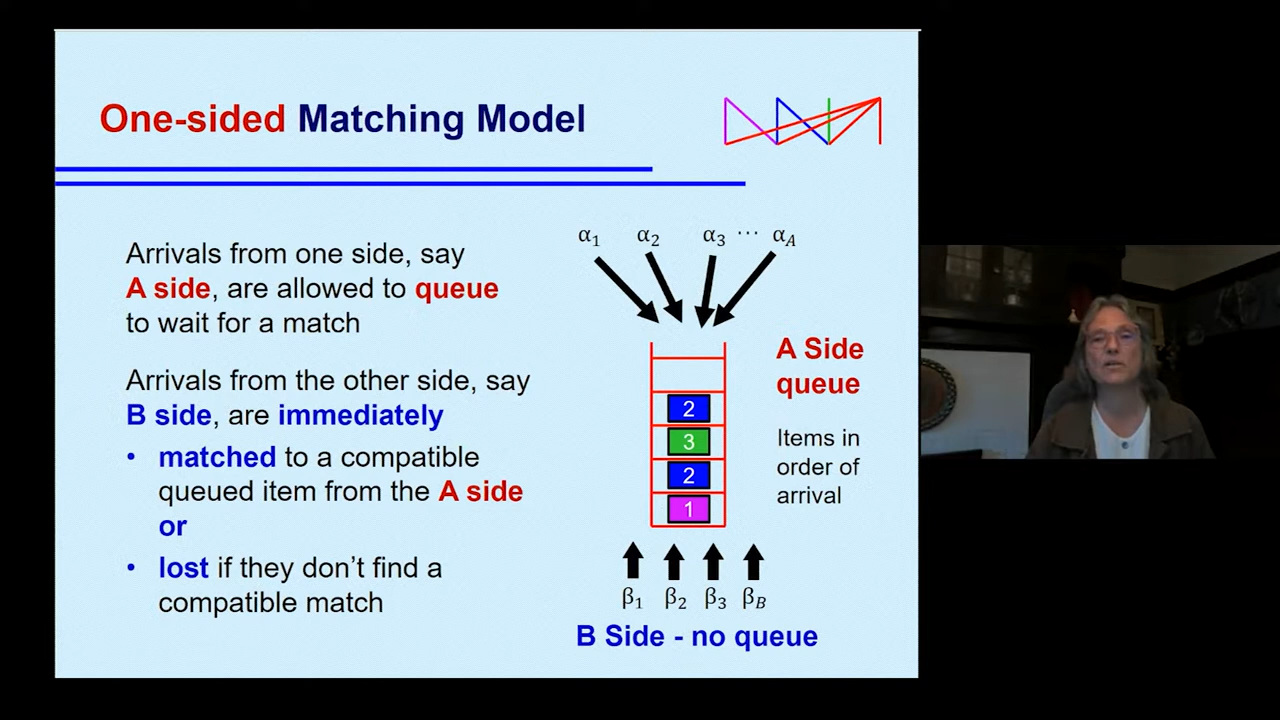 One-sided Matching Model
Arrivals from one side, say
A side, are allowed to queue
to wait for a match
Arrivals from the other side, say
B side, are immediately
• matched to a compatible
queued item from the A side
or
• lost if they don’t find a
compatible match
α1 α2 α3 ⋯ αA
2
3
2
1
A Side
queue
Items in
order of
arrival
β1 β2 β3 βB
B Side - no queue